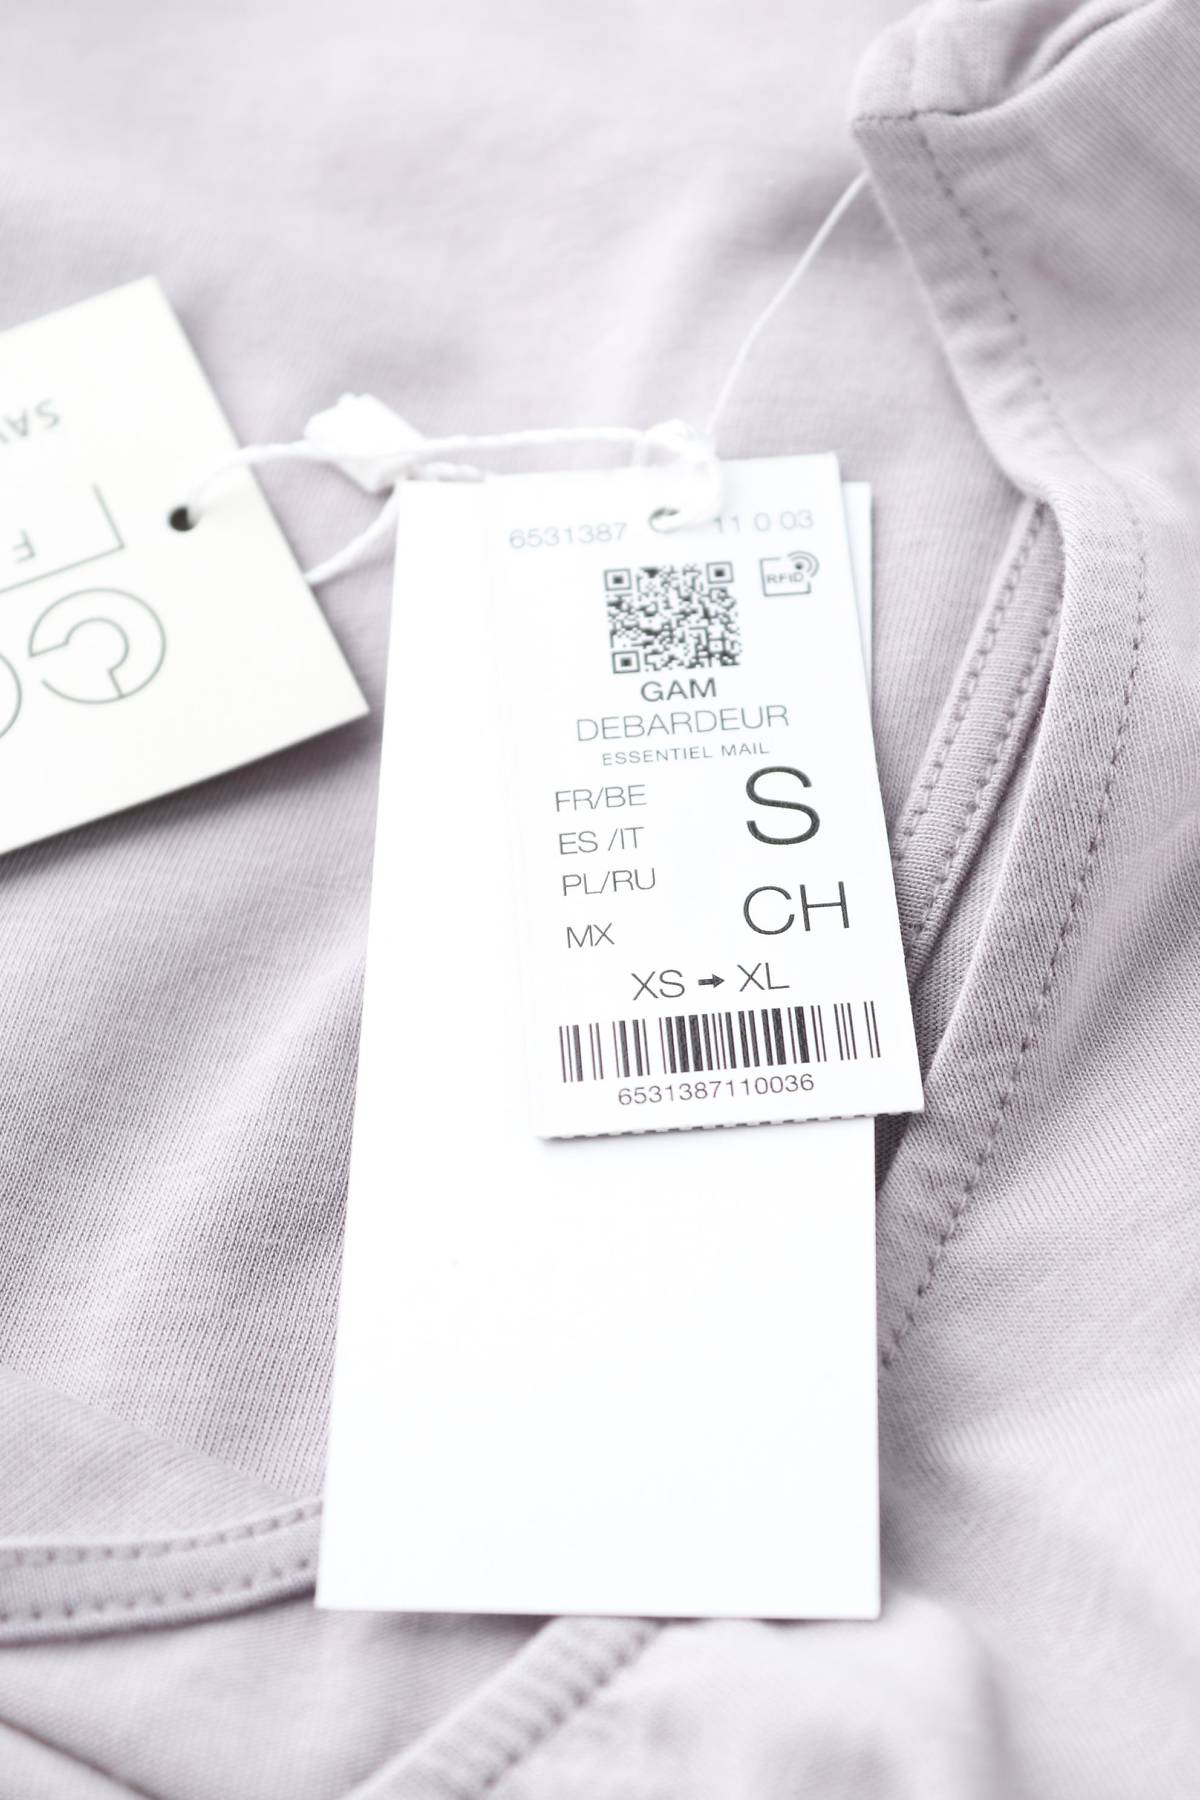 6531387 11 0 03
RFID
GAM
DEBARDEUR
ESSENTIEL MAIL
FR/BE
ES /IT
PL/RU
S
MX
CH
XS → XL
6531387110036
F